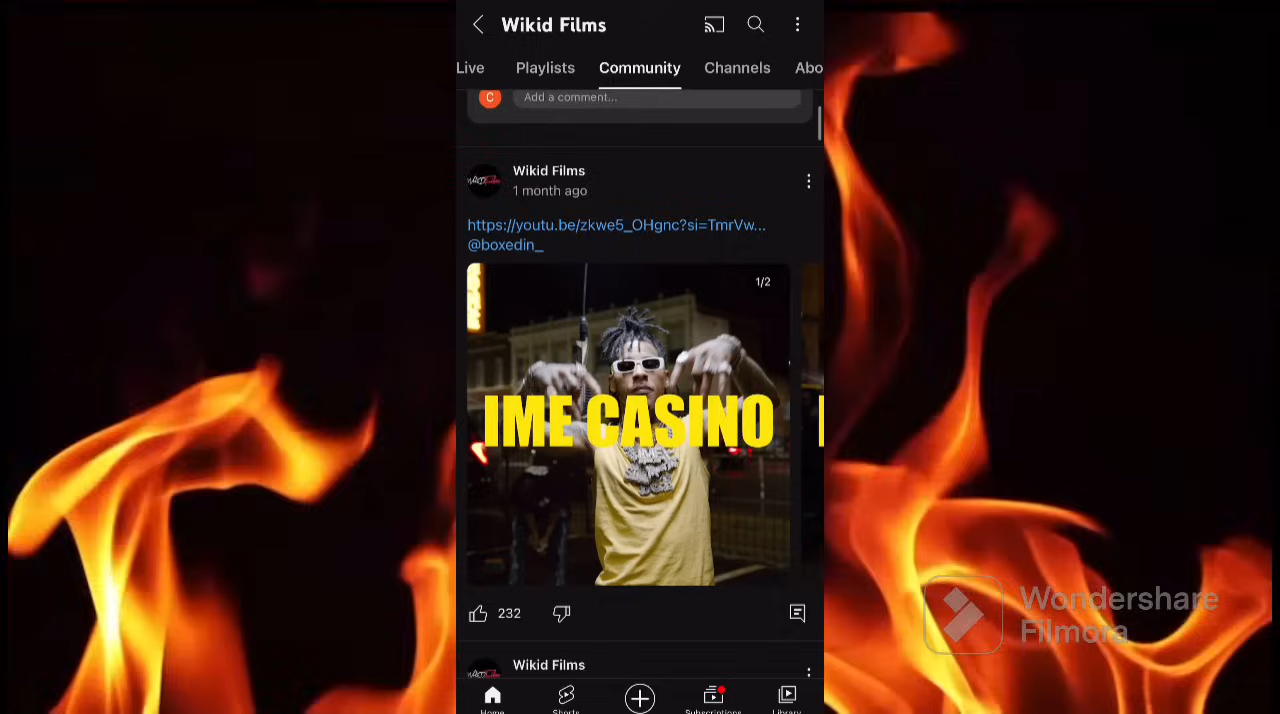 Wikid Films
Live Playlists Community Channels Abo
C Add a comment...
Wikid Films
1 month ago
https://youtu.be/zkwe5_OHgnc?si=TmrVw...
@boxedin_
1/2
IME CASINO
232
Wondershare
Filmora
Wikid Films
Home Shorts Subscriptions Library